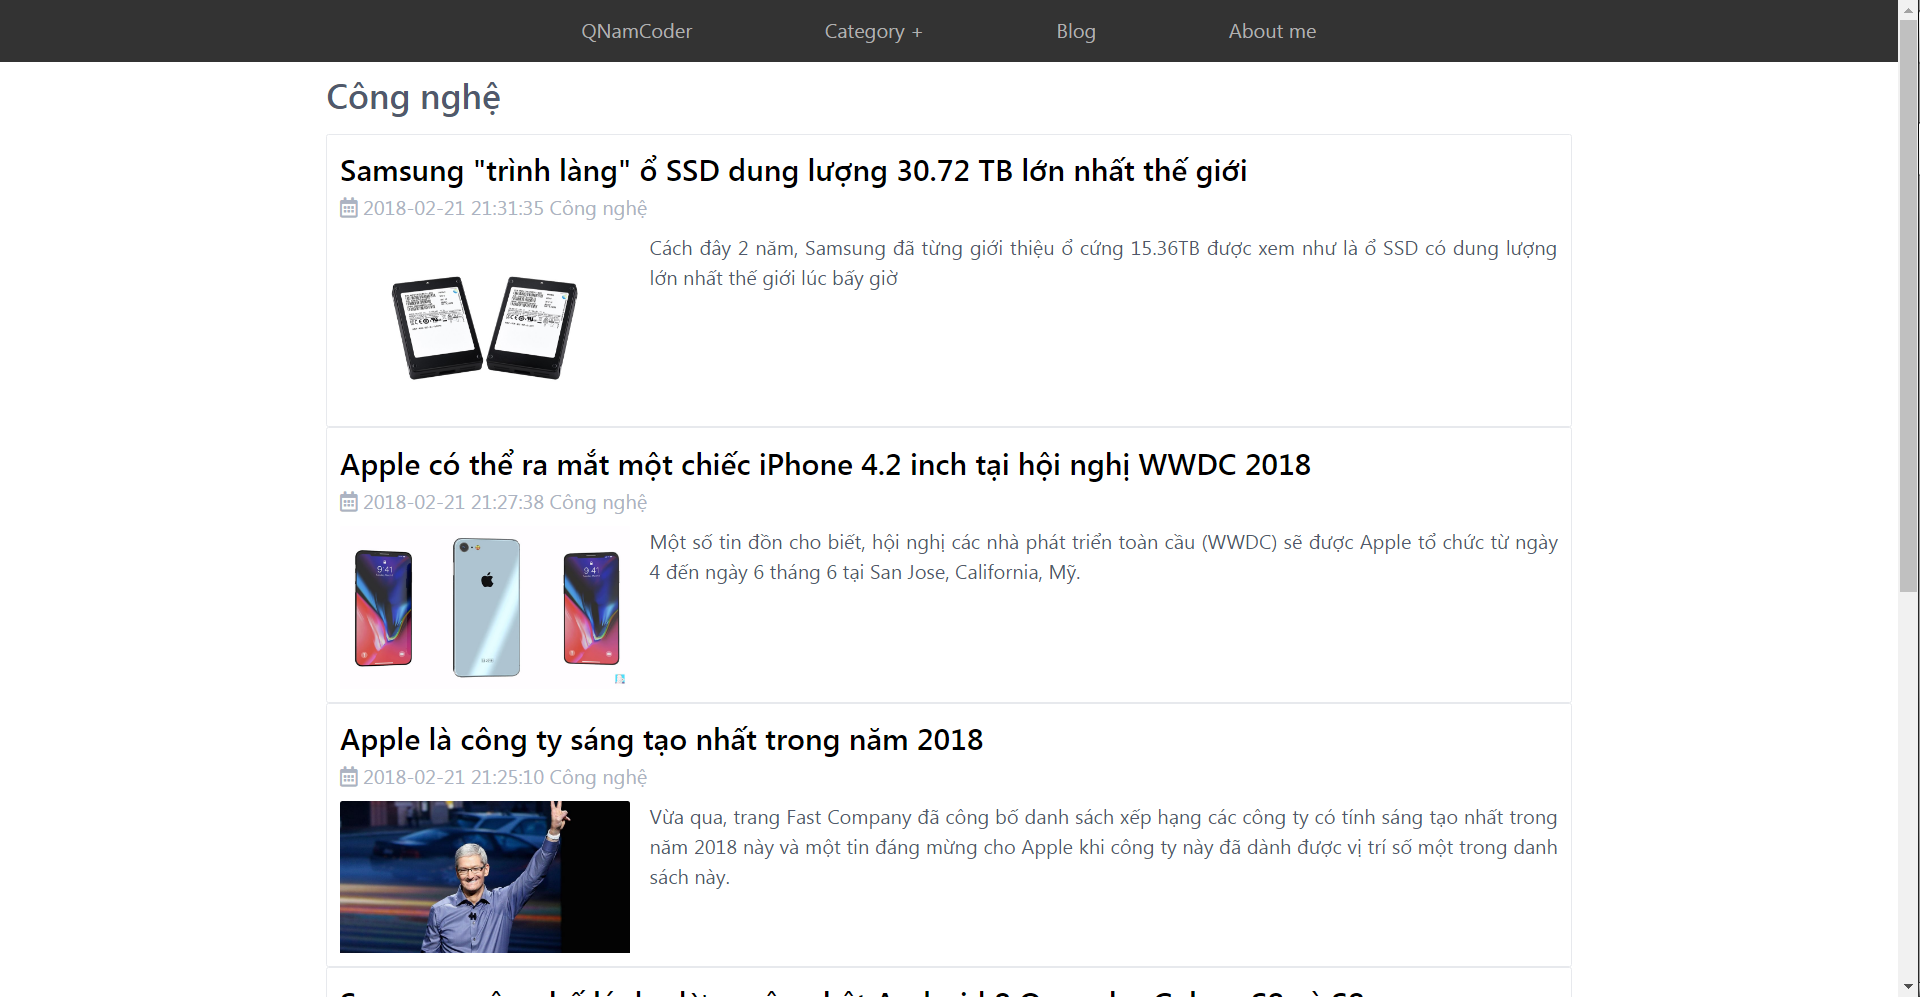 QNamCoder
Category +
Blog
About me
Công nghệ
Samsung "trình làng" ổ SSD dung lượng 30.72 TB lớn nhất thế giới
2018-02-21 21:31:35 Công nghệ
Cách đây 2 năm, Samsung đã từng giới thiệu ổ cứng 15.36TB được xem như là ổ SSD có dung lượng
lớn nhất thế giới lúc bấy giờ
Apple có thể ra mắt một chiếc iPhone 4.2 inch tại hội nghị WWDC 2018
2018-02-21 21:27:38 Công nghệ
9:41
9:41
Một số tin đồn cho biết, hội nghị các nhà phát triển toàn cầu (WWDC) sẽ được Apple tổ chức từ ngày
4 đến ngày 6 tháng 6 tại San Jose, California, Mỹ.
Apple là công ty sáng tạo nhất trong năm 2018
2018-02-21 21:25:10 Công nghệ
Vừa qua, trang Fast Company đã công bố danh sách xếp hạng các công ty có tính sáng tạo nhất trong
năm 2018 này và một tin đáng mừng cho Apple khi công ty này đã dành được vị trí số một trong danh
sách này.